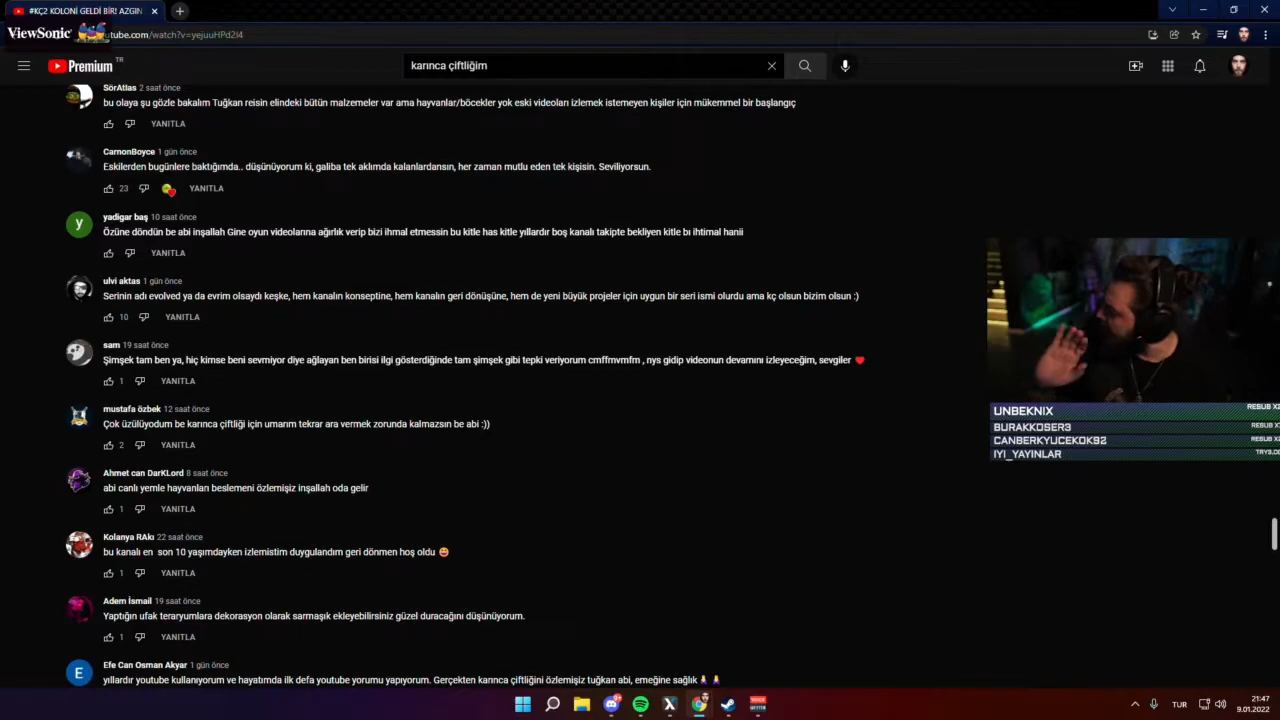 #KÇ2 KOLONİ GELDİ BİR! AZGIN
ViewSonic
tube.com/watch?v=yejuuHPd2I4
Premium TR
karınca çiftliğim
SörAtlas 2 saat önce
bu olaya şu gözle bakalım Tuğkan reisin elindeki bütün malzemeler var ama hayvanlar/böcekler yok eski videoları izlemek istemeyen kişiler için mükemmel bir başlangıç
YANITLA
CarnonBoyce 1 gün önce
Eskilerden bugünlere baktığımda.. düşünüyorum ki, galiba tek aklımda kalanlardansın, her zaman mutlu eden tek kişisin. Seviliyorsun.
23 YANITLA
yadigar baş 10 saat önce
Özüne döndün be abi inşallah Gine oyun videolarına ağırlık verip bizi ihmal etmessin bu kitle has kitle yıllardır boş kanalı takipte bekliyen kitle bı ihtimal hanii
YANITLA
ulvi aktas 1 gün önce
Serinin adı evolved ya da evrim olsaydı keşke, hem kanalın konseptine, hem kanalın geri dönüşüne, hem de yeni büyük projeler için uygun bir seri ismi olurdu ama kç olsun bizim olsun :)
10 YANITLA
sam 19 saat önce
Şimşek tam ben ya, hiç kimse beni sevmiyor diye ağlayan ben birisi ilgi gösterdiğinde tam şimşek gibi tepki veriyorum cmffmvmfm , nys gidip videonun devamını izleyeceğim, sevgiler ❤
1 YANITLA
mustafa özbek 12 saat önce
Çok üzülüyodum be karınca çiftliği için umarım tekrar ara vermek zorunda kalmazsın be abi :))
2 YANITLA
Ahmet can DarKLord 8 saat önce
abi canlı yemle hayvanları beslemeni özlemişiz inşallah oda gelir
1 YANITLA
Kolanya RAkı 22 saat önce
bu kanalı en son 10 yaşımdayken izlemistim duygulandım geri dönmen hoş oldu 😄
1 YANITLA
Adem İsmail 19 saat önce
Yaptığın ufak teraryumlara dekorasyon olarak sarmaşık ekleyebilirsiniz güzel duracağını düşünüyorum.
1 YANITLA
Efe Can Osman Akyar 1 gün önce
yıllardır youtube kullanıyorum ve hayatımda ilk defa youtube yorumu yapıyorum. Gerçekten karınca çiftliğini özlemişiz tuğkan abi, emeğine sağlık
y
E
UNBEKNIX RESUB X
BURAKKOSER3 RESUB
CANBERKYUCEKOK92 RESUB X
IYI_YAYINLAR TRY3.0
TUR
21:47
9.01.2022